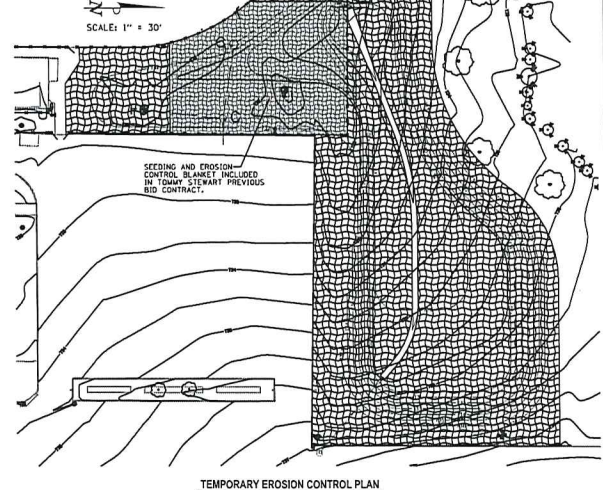 SCALE: 1" = 30'
SEEDING AND EROSION
CONTROL BLANKET INCLUDED
IN TOMMY STEWART PREVIOUS
BID CONTRACT.
TEMPORARY EROSION CONTROL PLAN